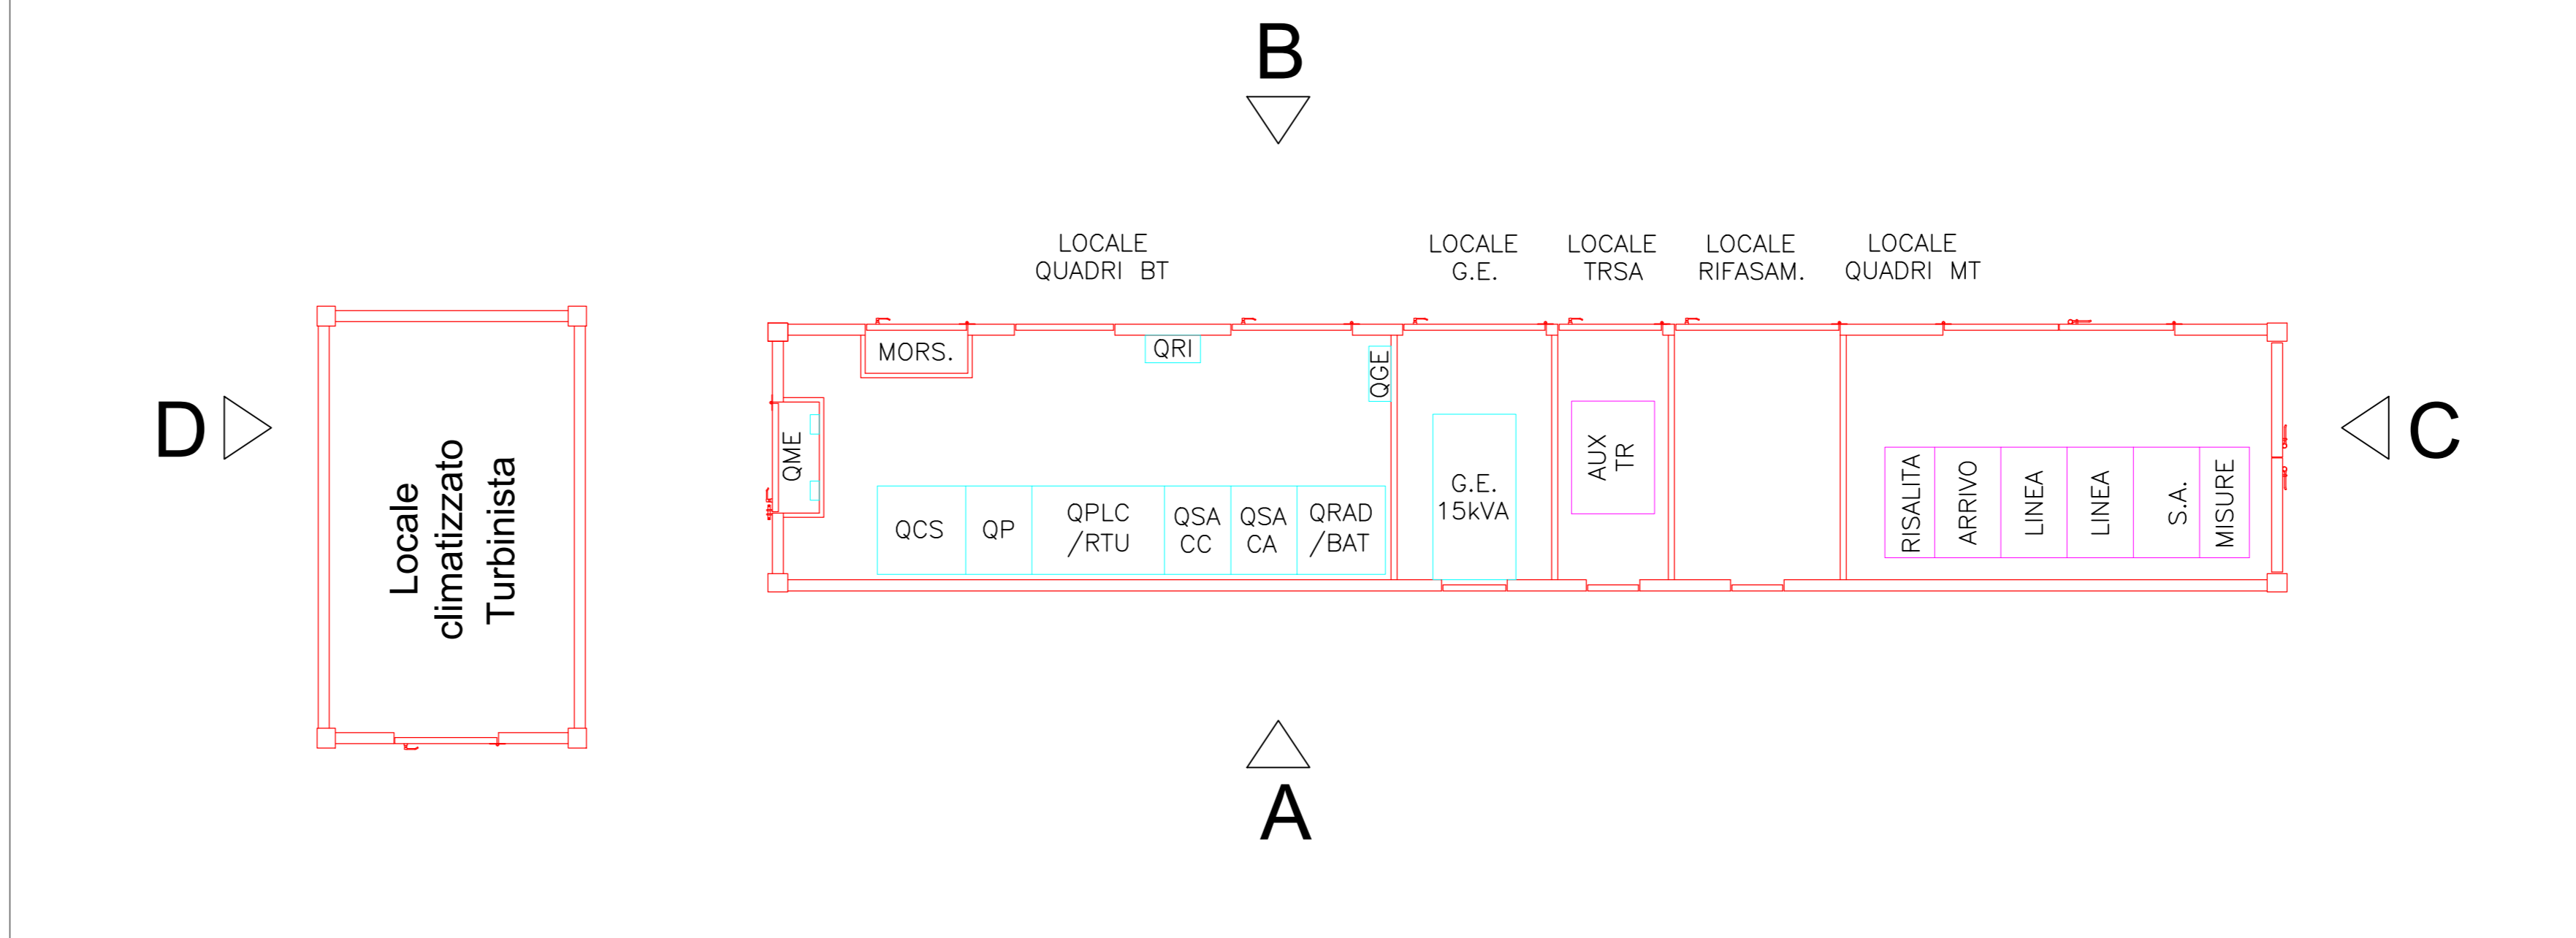 B
LOCALE
QUADRI BT
LOCALE
G.E.
LOCALE
TRSA
LOCALE
RIFASAM.
LOCALE
QUADRI MT
D
Locale
climatizzato
Turbinista
MORS.
QRI
QGE
QME
QCS
QP
QPLC
/RTU
QSA
CC
QSA
CA
QRAD
/BAT
G.E.
15kVA
AUX
TR
RISALITA
ARRIVO
LINEA
LINEA
S.A.
MISURE
C
A